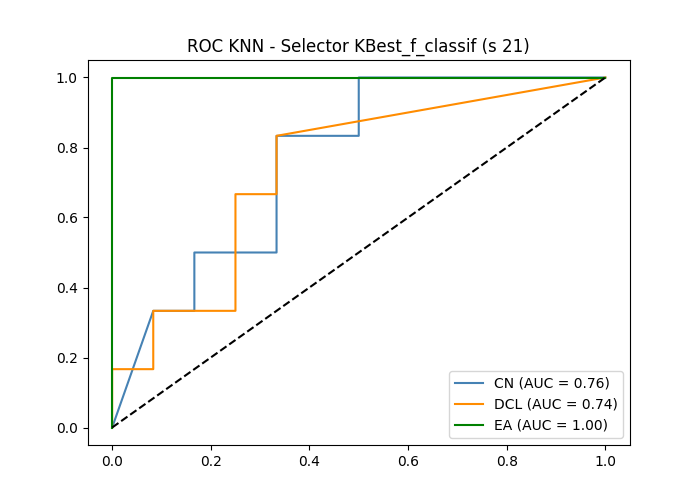 ROC KNN - Selector KBest_f_classif (s 21)
1.0
0.8
0.6
0.4
0.2
0.0
CN (AUC = 0.76)
DCL (AUC = 0.74)
EA (AUC = 1.00)
0.0 0.2 0.4 0.6 0.8 1.0